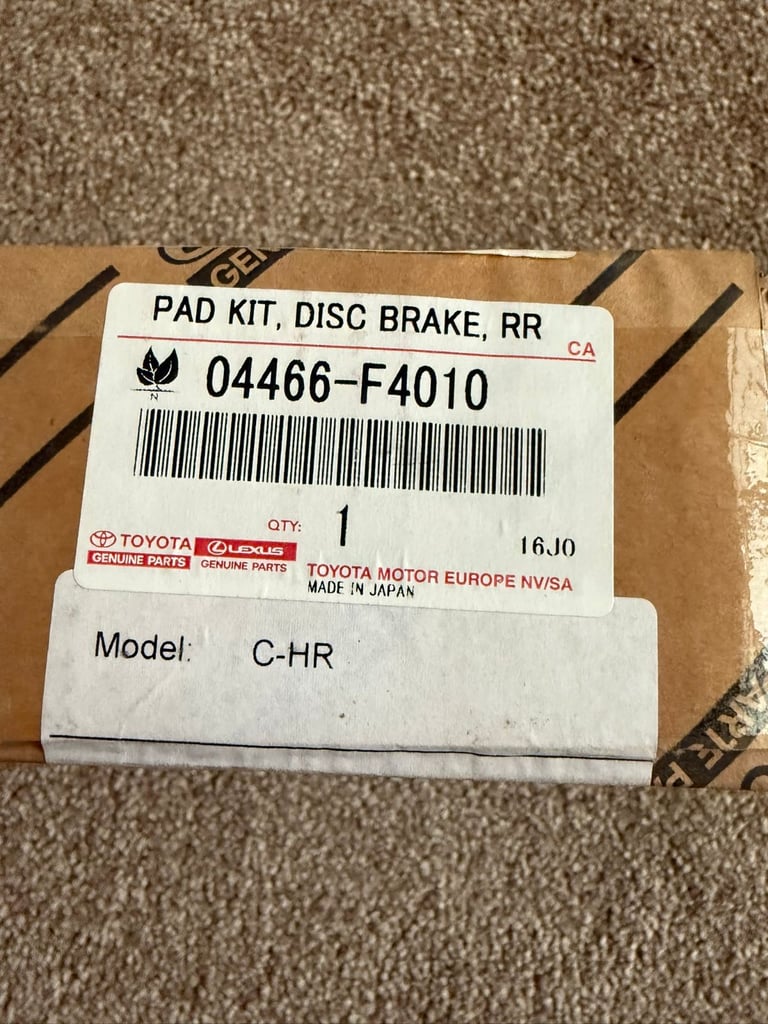 GEN
PAD KIT, DISC BRAKE, RR
CA
04466-F4010
N
QTY: 1
16J0
TOYOTA
GENUINE PARTS
LEXUS
GENUINE PARTS
TOYOTA MOTOR EUROPE NV/SA
MADE IN JAPAN
Model: C-HR